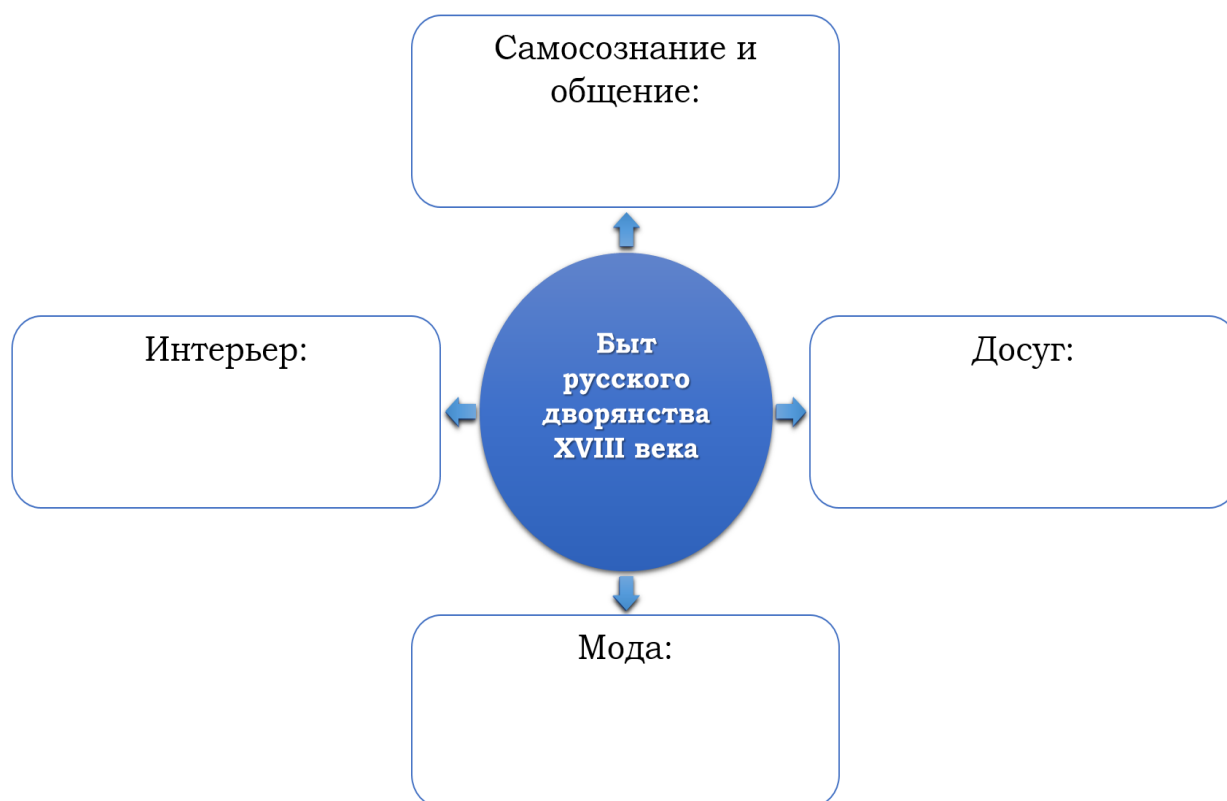 Самосознание и
общение:
Интерьер:
Быт
русского
дворянства
XVIII века
Досуг:
Мода: